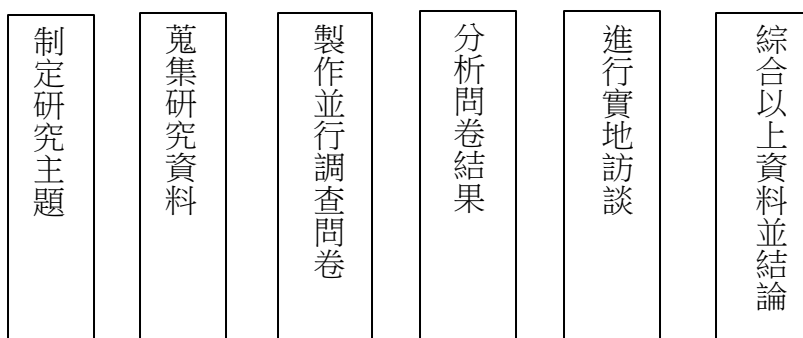 制定研究主題
蒐集研究資料
製作並行調查問卷
分析問卷結果
進行實地訪談
綜合以上資料並結論